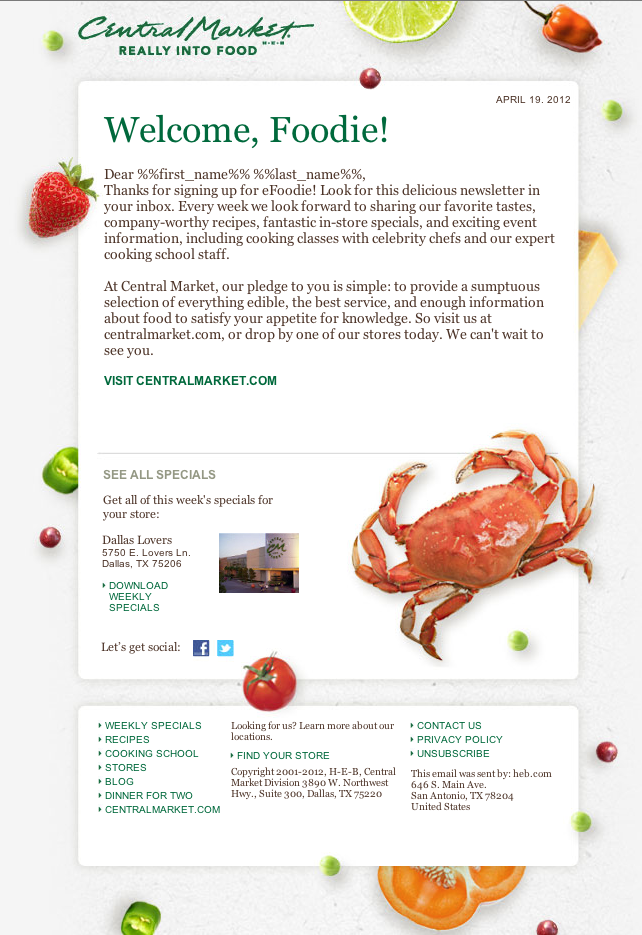 Central Market
H-E-B
REALLY INTO FOOD
APRIL 19. 2012
Welcome, Foodie!
Dear %%first_name%% %%last_name%%,
Thanks for signing up for eFoodie! Look for this delicious newsletter in
your inbox. Every week we look forward to sharing our favorite tastes,
company-worthy recipes, fantastic in-store specials, and exciting event
information, including cooking classes with celebrity chefs and our expert
cooking school staff.
At Central Market, our pledge to you is simple: to provide a sumptuous
selection of everything edible, the best service, and enough information
about food to satisfy your appetite for knowledge. So visit us at
centralmarket.com, or drop by one of our stores today. We can't wait to
see you.
VISIT CENTRALMARKET.COM
SEE ALL SPECIALS
Get all of this week's specials for
your store:
Dallas Lovers
5750 E. Lovers Ln.
Dallas, TX 75206
DOWNLOAD
WEEKLY
SPECIALS
Let's get social:
WEEKLY SPECIALS
RECIPES
COOKING SCHOOL
STORES
BLOG
DINNER FOR TWO
CENTRALMARKET.COM
Looking for us? Learn more about our
locations.
FIND YOUR STORE
Copyright 2001-2012, H-E-B, Central
Market Division 3890 W. Northwest
Hwy., Suite 300, Dallas, TX 75220
CONTACT US
PRIVACY POLICY
UNSUBSCRIBE
This email was sent by: heb.com
646 S. Main Ave.
San Antonio, TX 78204
United States